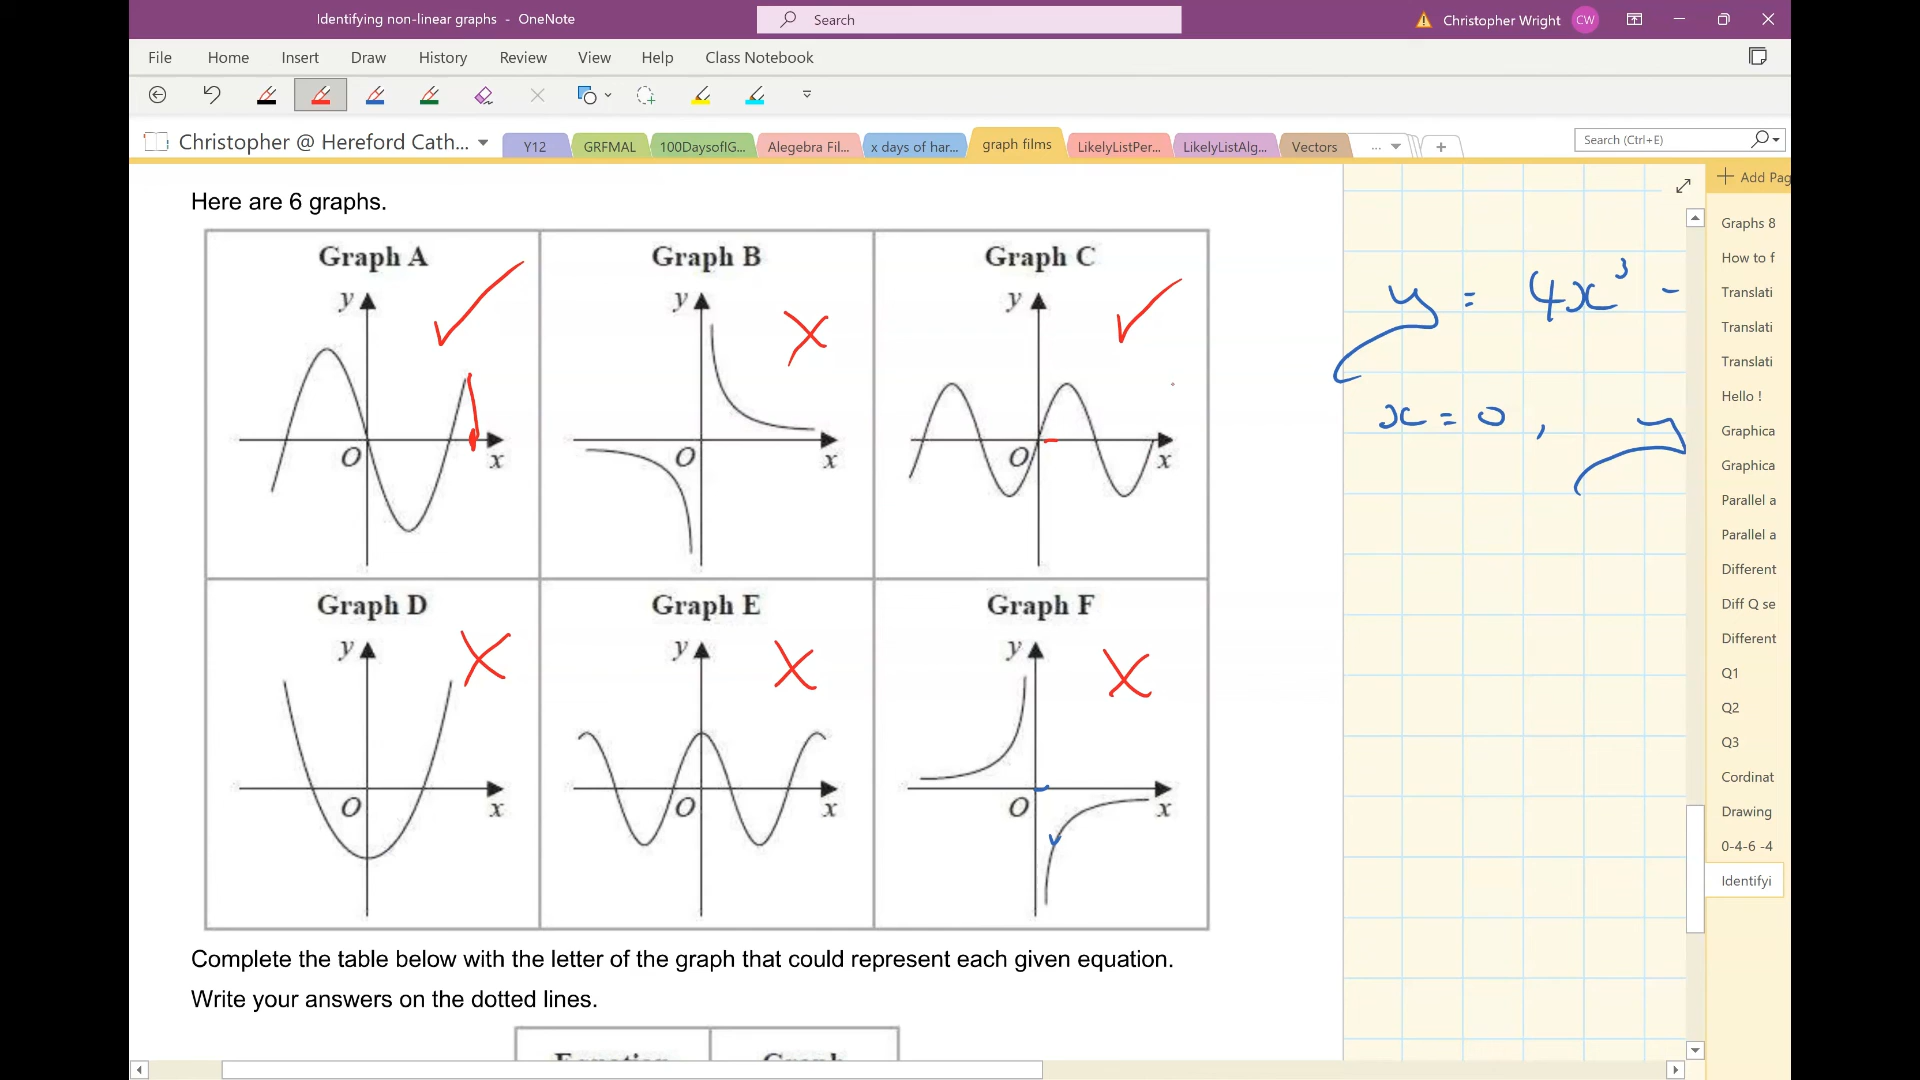 Identifying non-linear graphs - OneNote
Search
Christopher Wright CW
File Home Insert Draw History Review View Help Class Notebook
Christopher @ Hereford Cath...
Y12 GRFMAL 100DaysofIG... Alegebra Fil... x days of har... graph films LikelyListPer... LikelyListAlg... Vectors ... +
Search (Ctrl+E)
Here are 6 graphs.
Graph A Graph B Graph C
y y y
O x O x O x
Graph D Graph E Graph F
y y y
O x O x O x
Complete the table below with the letter of the graph that could represent each given equation.
Write your answers on the dotted lines.
Equation Graph
y = 4x³ -
x = 0, y
Add Pag
Graphs 8
How to f
Translati
Translati
Translati
Hello !
Graphica
Graphica
Parallel a
Parallel a
Different
Diff Q se
Different
Q1
Q2
Q3
Cordinat
Drawing
0-4-6 -4
Identifyi